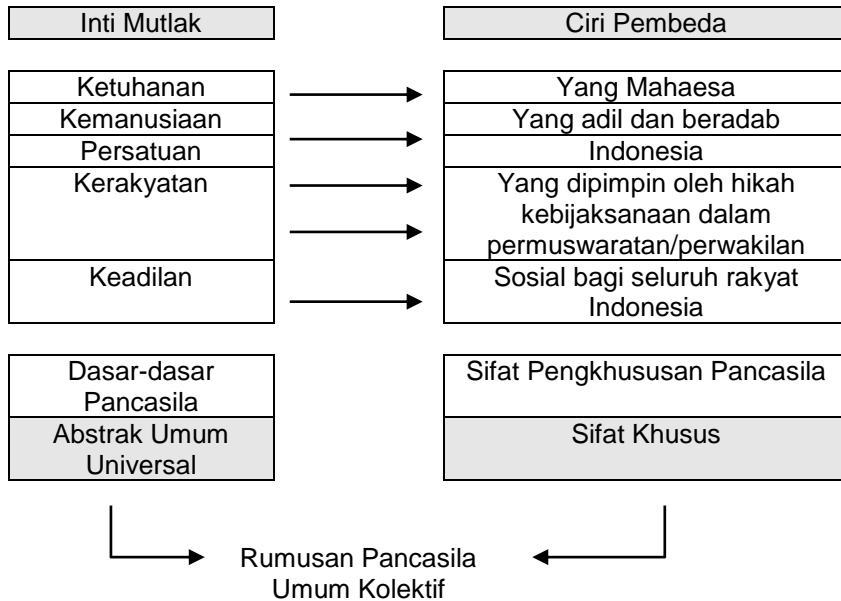 Inti Mutlak
Ciri Pembeda
Ketuhanan
Yang Mahaesa
Kemanusiaan
Yang adil dan beradab
Persatuan
Indonesia
Kerakyatan
Yang dipimpin oleh hikah
kebijaksanaan dalam
permuswaratan/perwakilan
Keadilan
Sosial bagi seluruh rakyat
Indonesia
Dasar-dasar
Pancasila
Sifat Pengkhususan Pancasila
Abstrak Umum
Universal
Sifat Khusus
Rumusan Pancasila
Umum Kolektif